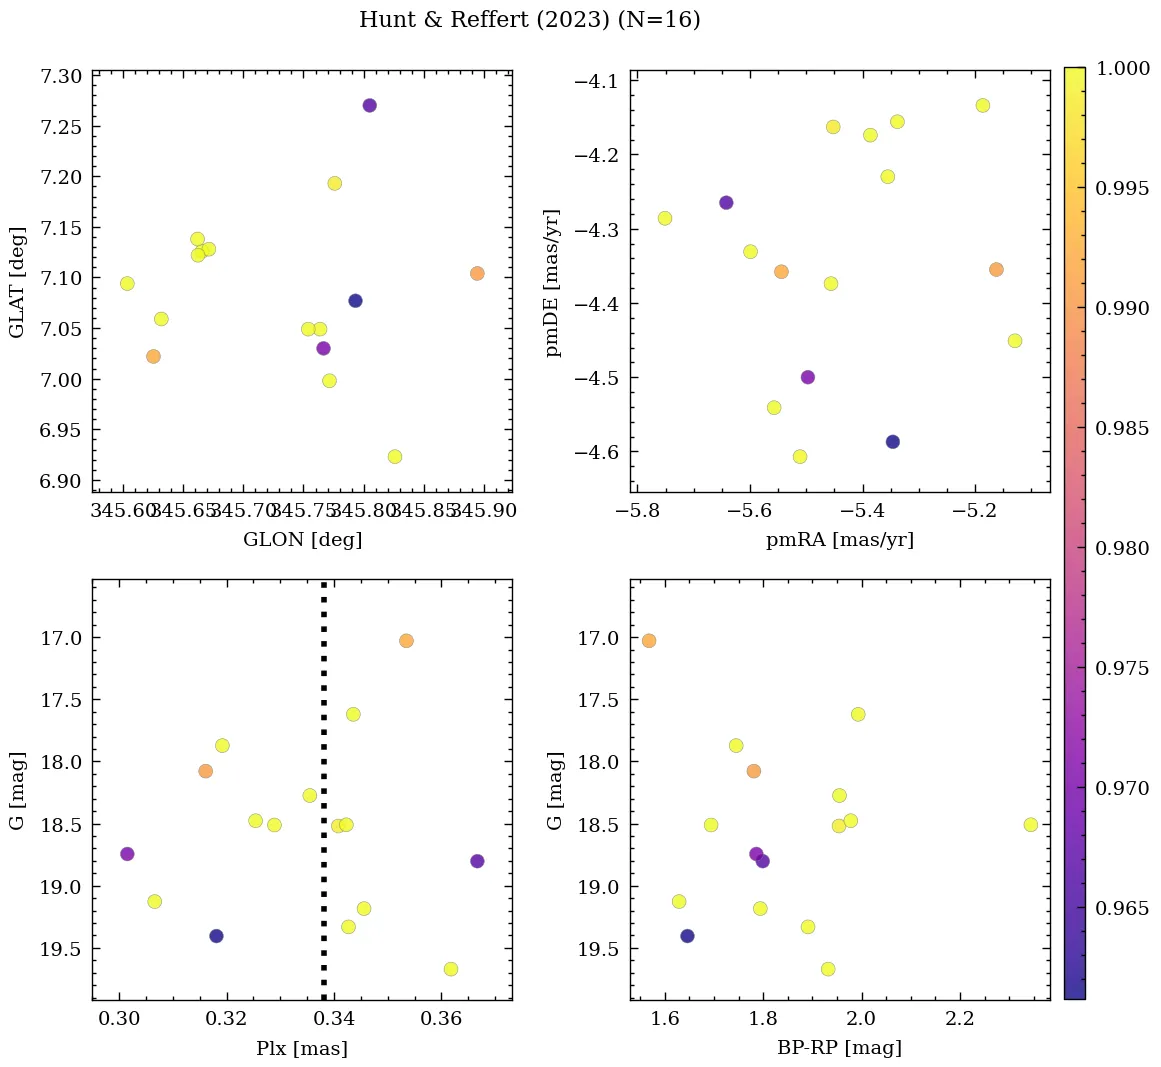 Hunt & Reffert (2023) (N=16)
7.30
7.25
7.20
7.15
7.10
7.05
7.00
6.95
6.90
GLAT [deg]
345.60 345.65 345.70 345.75 345.80 345.85 345.90
GLON [deg]
−4.1
−4.2
−4.3
−4.4
−4.5
−4.6
pmDE [mas/yr]
−5.8 −5.6 −5.4 −5.2
pmRA [mas/yr]
17.0
17.5
18.0
18.5
19.0
19.5
G [mag]
0.30 0.32 0.34 0.36
Plx [mas]
17.0
17.5
18.0
18.5
19.0
19.5
G [mag]
1.6 1.8 2.0 2.2
BP-RP [mag]
1.000
0.995
0.990
0.985
0.980
0.975
0.970
0.965